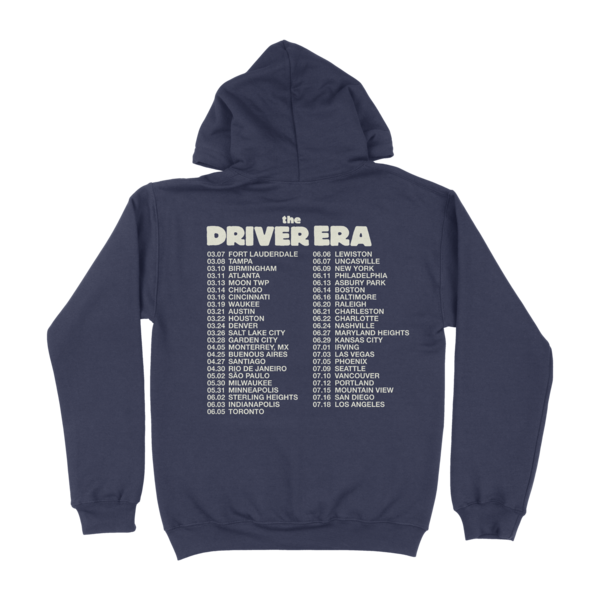 the
DRIVER ERA
03.07 FORT LAUDERDALE
03.08 TAMPA
03.10 BIRMINGHAM
03.11 ATLANTA
03.13 MOON TWP
03.14 CHICAGO
03.16 CINCINNATI
03.19 WAUKEE
03.21 AUSTIN
03.22 HOUSTON
03.24 DENVER
03.26 SALT LAKE CITY
03.28 GARDEN CITY
04.05 MONTERREY, MX
04.25 BUENOS AIRES
04.27 SANTIAGO
04.30 RIO DE JANEIRO
05.02 SÃO PAULO
05.30 MILWAUKEE
05.31 MINNEAPOLIS
06.02 STERLING HEIGHTS
06.03 INDIANAPOLIS
06.05 TORONTO
06.06 LEWISTON
06.07 UNCASVILLE
06.09 NEW YORK
06.11 PHILADELPHIA
06.13 ASBURY PARK
06.14 BOSTON
06.16 BALTIMORE
06.20 RALEIGH
06.21 CHARLESTON
06.22 CHARLOTTE
06.24 NASHVILLE
06.27 MARYLAND HEIGHTS
06.29 KANSAS CITY
07.01 IRVING
07.03 LAS VEGAS
07.05 PHOENIX
07.09 SEATTLE
07.10 VANCOUVER
07.12 PORTLAND
07.15 MOUNTAIN VIEW
07.16 SAN DIEGO
07.18 LOS ANGELES